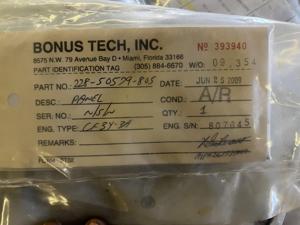 BONUS TECH, INC. Nº 393940
8575 N.W. 79 Avenue Bay D • Miami, Florida 33166
PART IDENTIFICATION TAG (305) 884-6670 W/O: 09.354
PART NO.: 228-50579-805 DATE: JUN 25 2009
DESC.: PANEL COND.: A/R
SER. NO.: N/S/N QTY.: 1
ENG. TYPE: CF34-3A ENG. S/N: 807045
REMARKS: